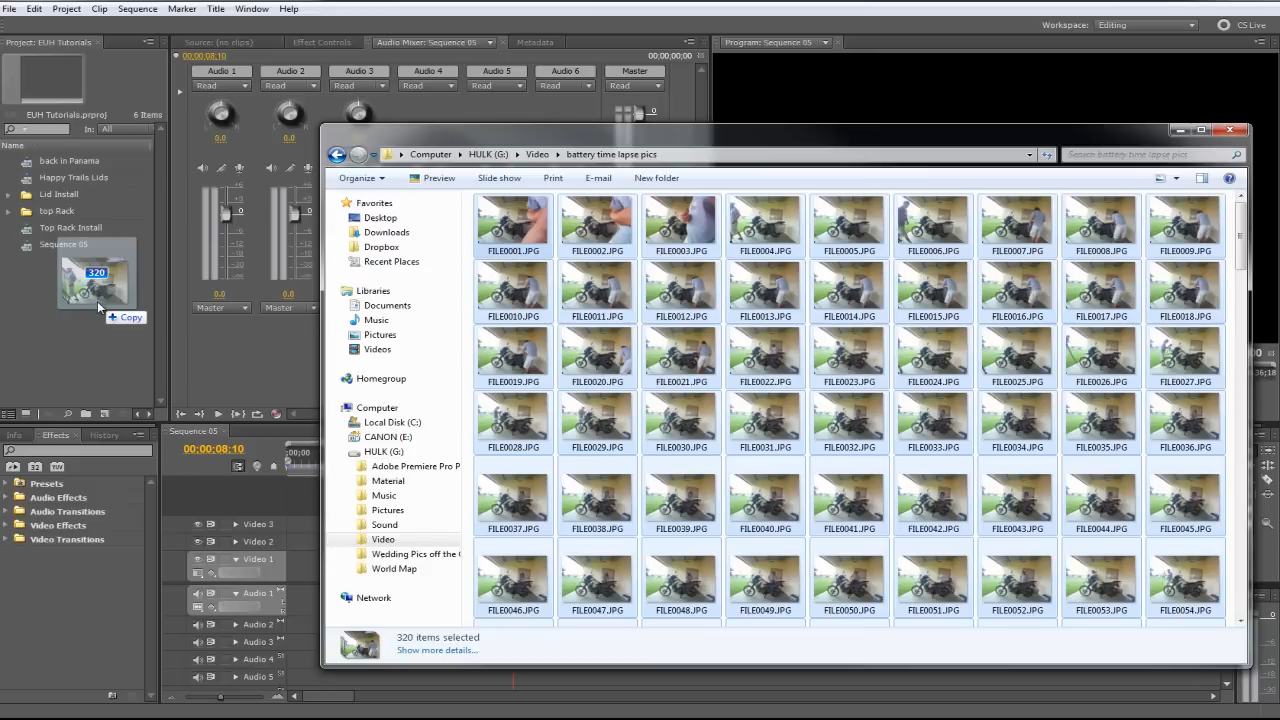 File Edit Project Clip Sequence Marker Title Window Help
Workspace: Editing CS Live
Project: EUH Tutorials
Source: (no clips) Effect Controls Audio Mixer: Sequence 05 Metadata
Program: Sequence 05
00;00;08;10 00;00;00;00
Audio 1 Audio 2 Audio 3 Audio 4 Audio 5 Audio 6 Master
Read Read Read Read Read Read Read
EUH Tutorials.prproj 6 Items
In: All
Name
back in Panama
Happy Trails Lids
Lid Install
top Rack
Top Rack Install
Sequence 05
320
Copy
0.0 0.0
0.0 0.0
Master Master
Computer HULK (G:) Video battery time lapse pics
Search battery time lapse pics
Organize Preview Slide show Print E-mail New folder
Favorites
Desktop
Downloads
Dropbox
Recent Places
Libraries
Documents
Music
Pictures
Videos
Homegroup
Computer
Local Disk (C:)
CANON (E:)
HULK (G:)
Adobe Premiere Pro P
Material
Music
Pictures
Sound
Video
Wedding Pics off the
World Map
Network
FILE0001.JPG FILE0002.JPG FILE0003.JPG FILE0004.JPG FILE0005.JPG FILE0006.JPG FILE0007.JPG FILE0008.JPG FILE0009.JPG
FILE0010.JPG FILE0011.JPG FILE0012.JPG FILE0013.JPG FILE0014.JPG FILE0015.JPG FILE0016.JPG FILE0017.JPG FILE0018.JPG
FILE0019.JPG FILE0020.JPG FILE0021.JPG FILE0022.JPG FILE0023.JPG FILE0024.JPG FILE0025.JPG FILE0026.JPG FILE0027.JPG
FILE0028.JPG FILE0029.JPG FILE0030.JPG FILE0031.JPG FILE0032.JPG FILE0033.JPG FILE0034.JPG FILE0035.JPG FILE0036.JPG
FILE0037.JPG FILE0038.JPG FILE0039.JPG FILE0040.JPG FILE0041.JPG FILE0042.JPG FILE0043.JPG FILE0044.JPG FILE0045.JPG
FILE0046.JPG FILE0047.JPG FILE0048.JPG FILE0049.JPG FILE0050.JPG FILE0051.JPG FILE0052.JPG FILE0053.JPG FILE0054.JPG
320 items selected
Show more details...
Info Effects History
Presets
Audio Effects
Audio Transitions
Video Effects
Video Transitions
Sequence 05
00;00;08;10 ;00;00
Video 3
Video 2
Video 1
Audio 1
Audio 2
Audio 3
Audio 4
Audio 5